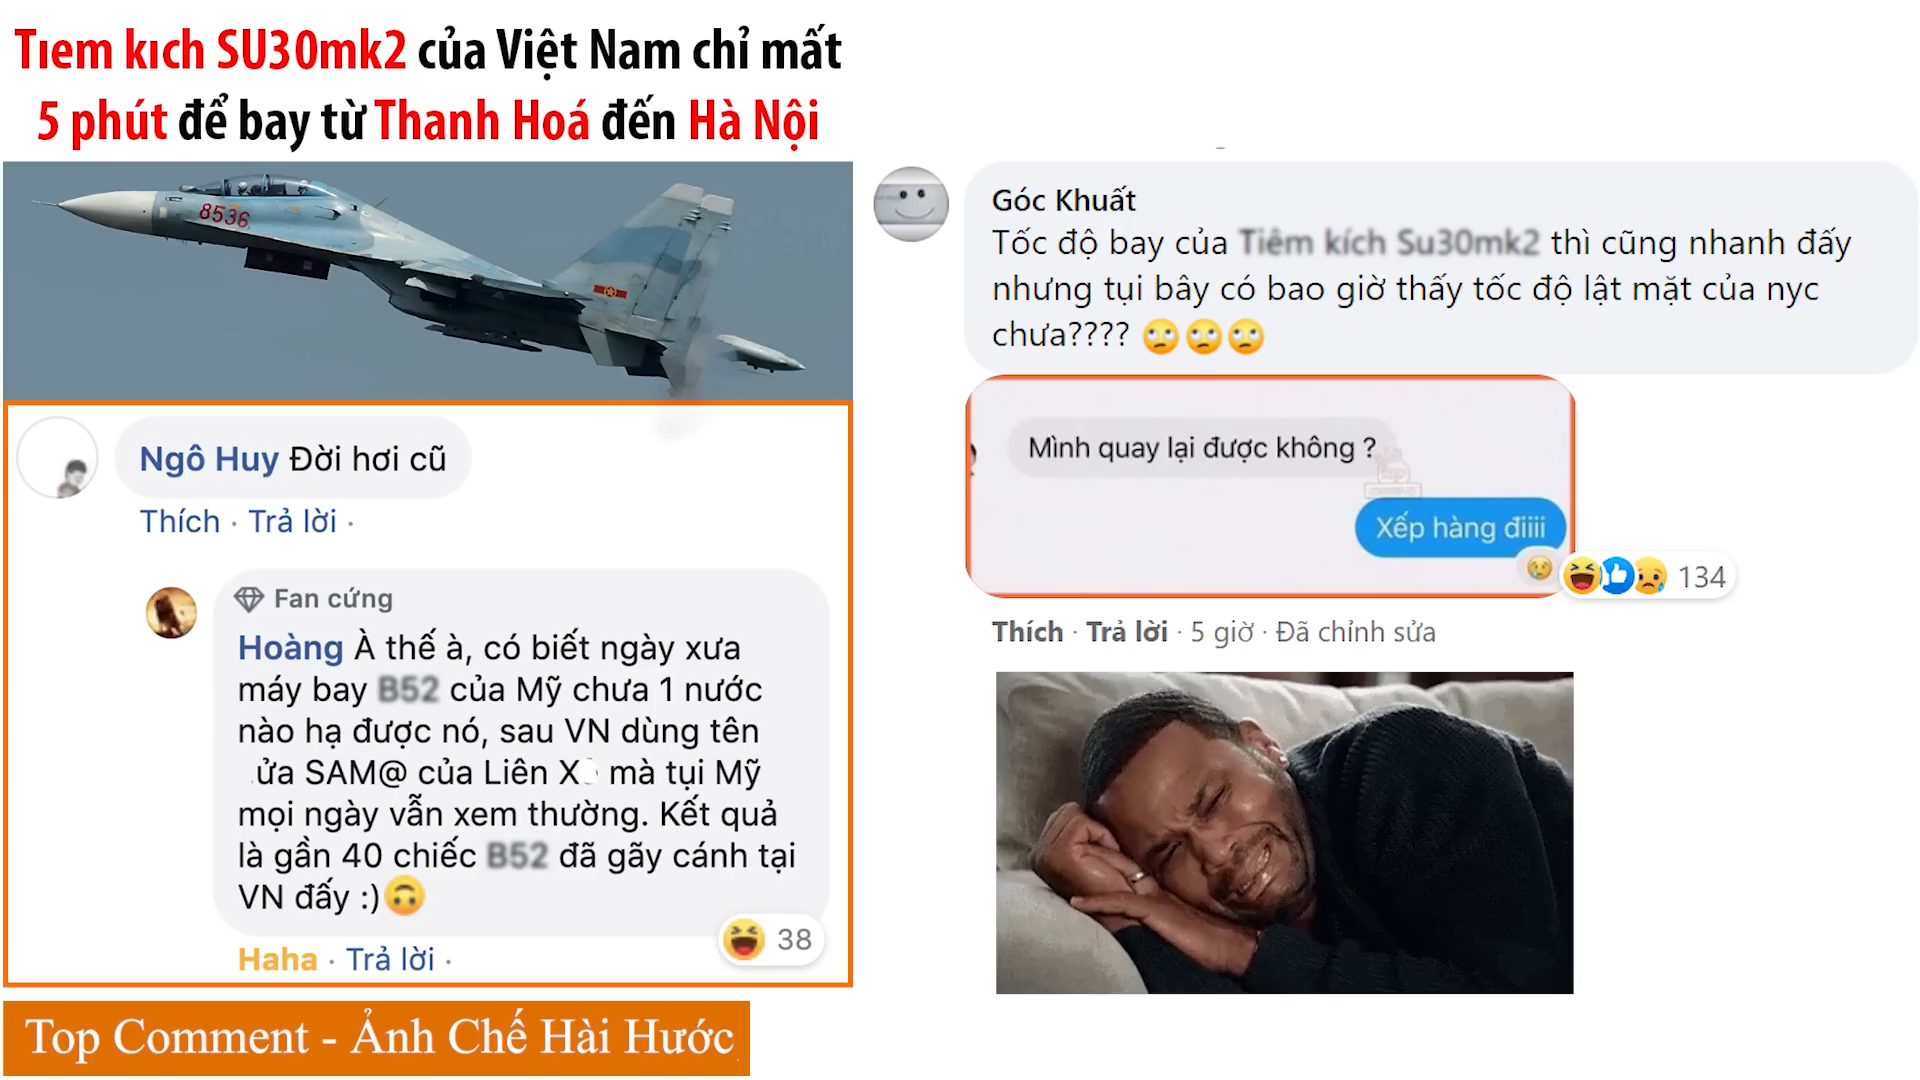 Tıem kıch SU30mk2 của Việt Nam chỉ mất
5 phút để bay từ Thanh Hoá đến Hà Nội
8536
Ngô Huy Đời hơi cũ
Thích · Trả lời ·
Fan cứng
Hoàng À thế à, có biết ngày xưa
máy bay B52 của Mỹ chưa 1 nước
nào hạ được nó, sau VN dùng tên
ửa SAM@ của Liên X mà tụi Mỹ
mọi ngày vẫn xem thường. Kết quả
là gần 40 chiếc B52 đã gãy cánh tại
VN đấy :)🙃
38
Haha · Trả lời ·
Top Comment - Ảnh Chế Hài Hước
Góc Khuất
Tốc độ bay của Tiêm kích Su30mk2 thì cũng nhanh đấy
nhưng tụi bây có bao giờ thấy tốc độ lật mặt của nyc
chưa???? 🙄🙄🙄
Mình quay lại được không ?
Xếp hàng điiii
134
Thích · Trả lời · 5 giờ · Đã chỉnh sửa